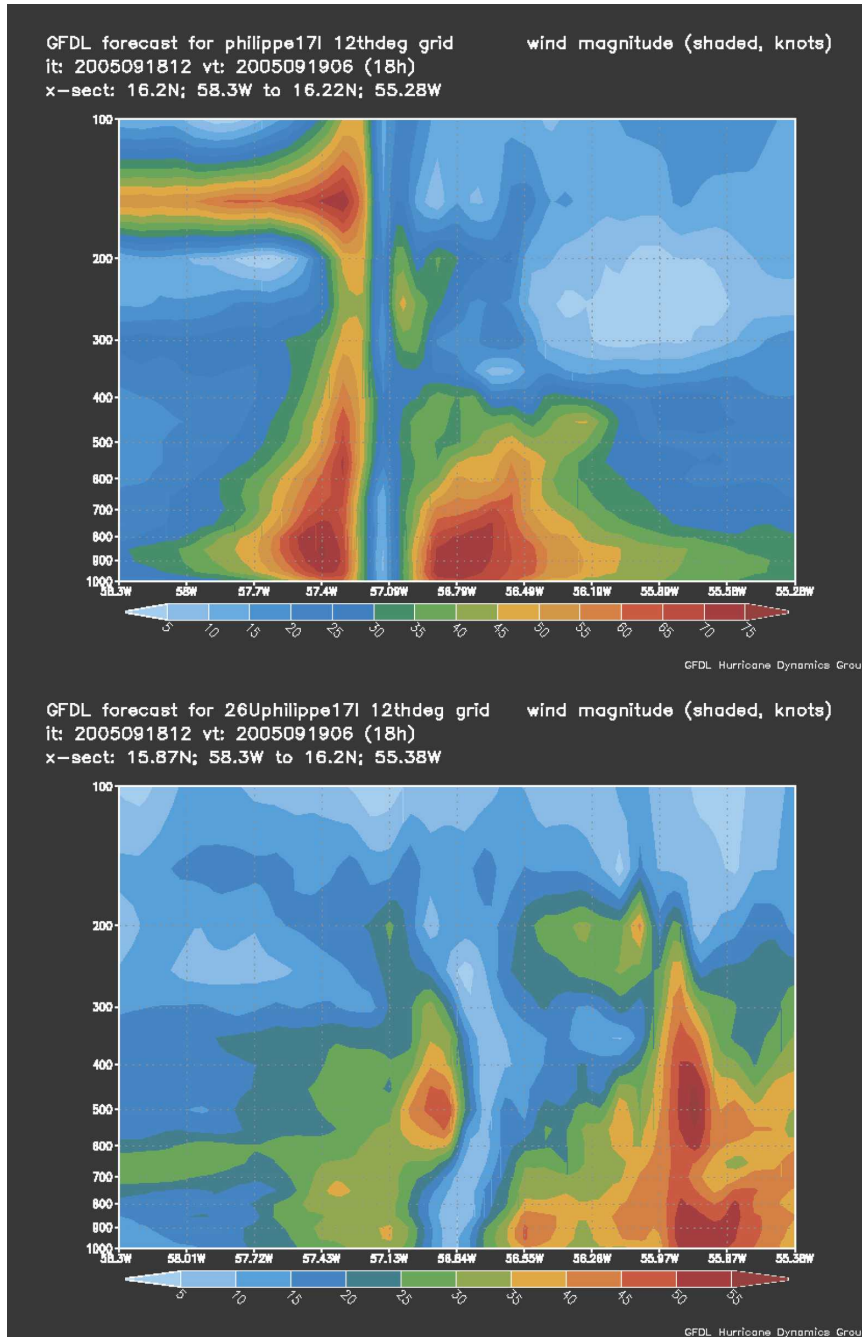 GFDL forecast for philippe17l 12thdeg grid wind magnitude (shaded, knots)
it: 2005091812 vt: 2005091906 (18h)
x-sect: 16.2N; 58.3W to 16.22N; 55.28W
100
200
300
400
500
600
700
800
900
1000
58.3W 58W 57.7W 57.4W 57.09W 56.79W 56.49W 55.28W
5 10 15 20 25 30 35 40 45 50 55 60 65 70 75
GFDL Hurricane Dynamics Grou
GFDL forecast for 26Uphilippe17l 12thdeg grid wind magnitude (shaded, knots)
it: 2005091812 vt: 2005091906 (18h)
x-sect: 15.87N; 58.3W to 16.2N; 55.38W
100
200
300
400
500
600
700
800
900
1000
58.3W 58.01W 57.72W 57.43W 57.13W 56.84W 56.55W 56.26W 55.97W 55.67W 55.38W
5 10 15 20 25 30 35 40 45 50 55
GFDL Hurricane Dynamics Grou